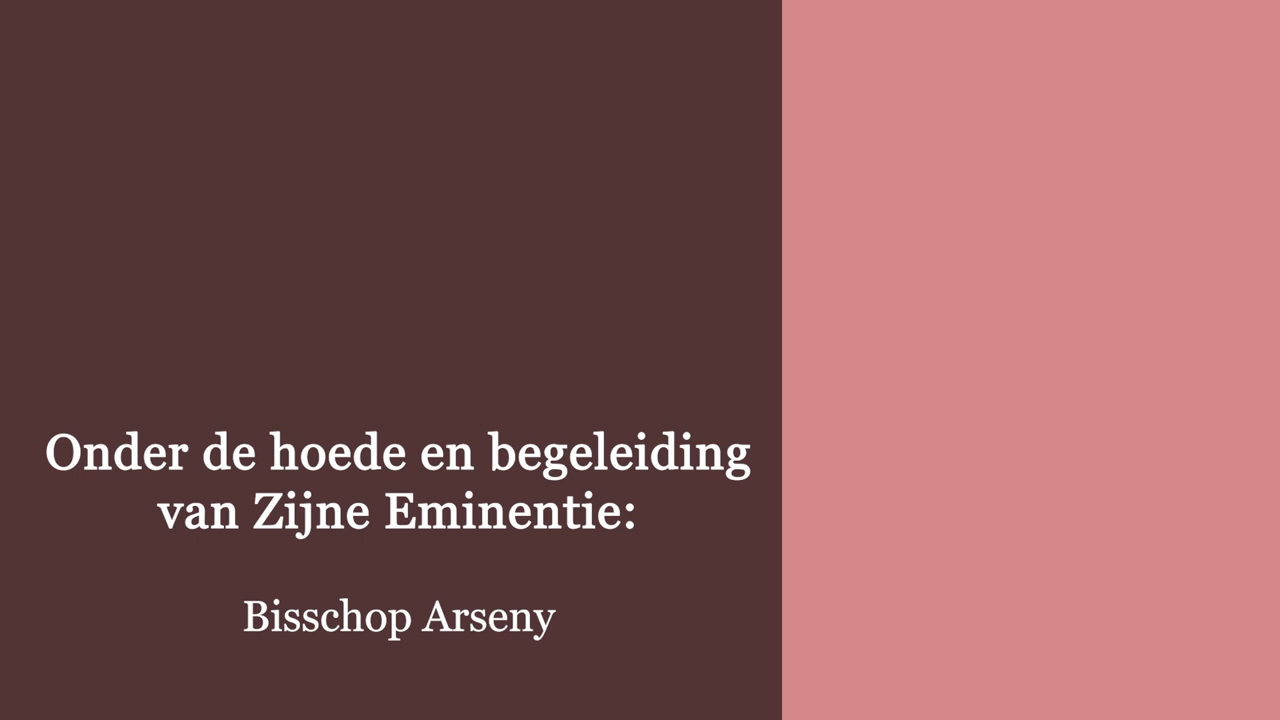 Onder de hoede en begeleiding
van Zijne Eminentie:
Bisschop Arseny